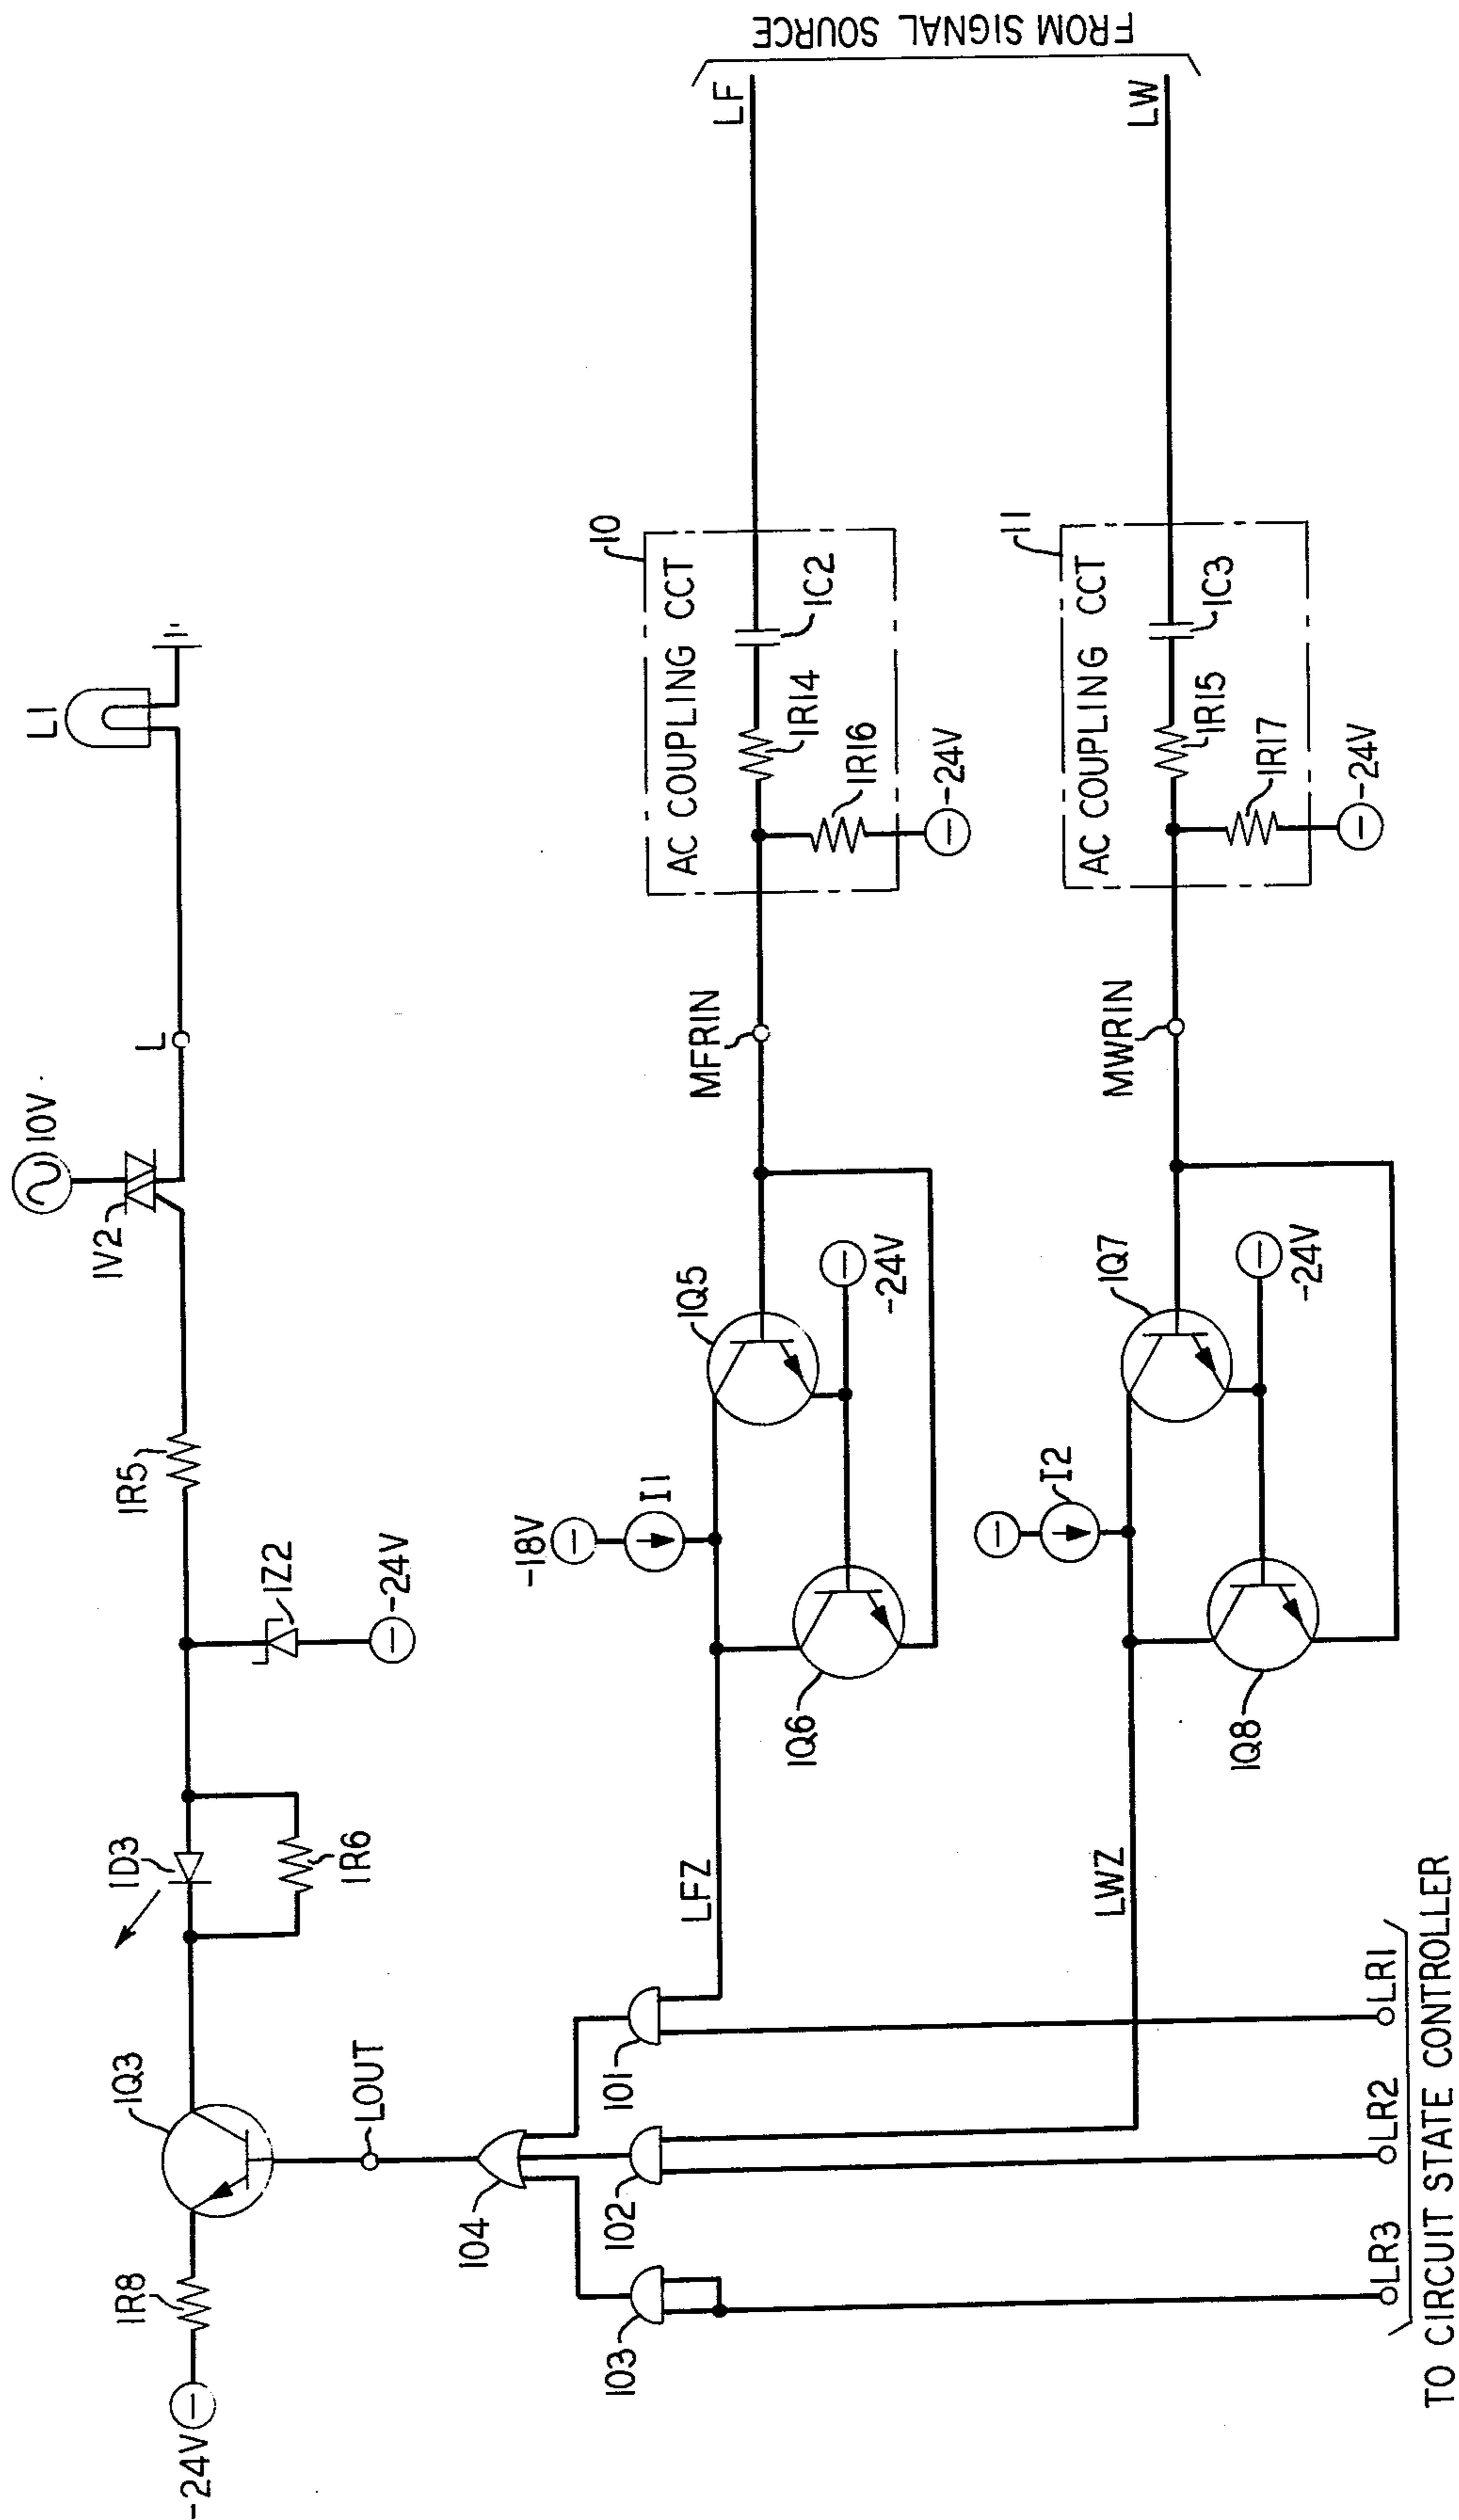 L1
10V
1V2
L
1R5
1Z2
-24V
1D3
1R6
1Q3
1R8
-24V
LOUT
104
101
102
103
LFZ
LWZ
-18V
I1
1Q5
-24V
1Q6
MFRIN
10
AC COUPLING CCT
1C2
1R14
1R16
-24V
LF
I2
1Q7
-24V
1Q8
MWRIN
11
AC COUPLING CCT
1C3
1R15
1R17
-24V
LW
FROM SIGNAL SOURCE
LR3
LR2
LR1
TO CIRCUIT STATE CONTROLLER